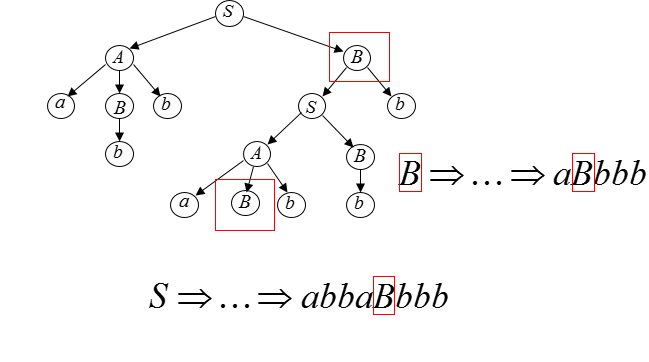 S
A B
a B b S b
b A B
a B b b
B ⇒ … ⇒ aBbbb
S ⇒ … ⇒ abbaBbbb